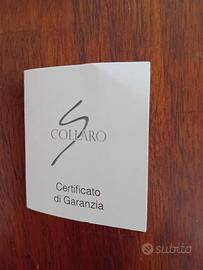 S
COLLARO
Certificato
di Garanzia
subito